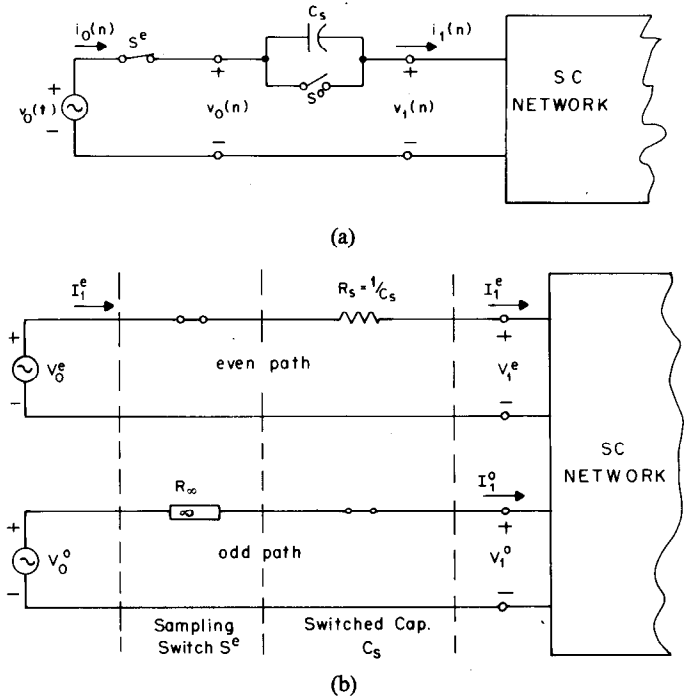 i₀(n) Sᵉ Cₛ i₁(n)
+ + + SC
v₀(t) v₀(n) Sᵒ v₁(n) NETWORK
− − −
(a)
I₁ᵉ Rₛ = 1/Cₛ I₁ᵉ
+ +
V₀ᵉ even path V₁ᵉ
− −
SC
NETWORK
R∞ I₁ᵒ
+ ∞ +
V₀ᵒ odd path V₁ᵒ
− −
Sampling Switched Cap.
Switch Sᵉ Cₛ
(b)